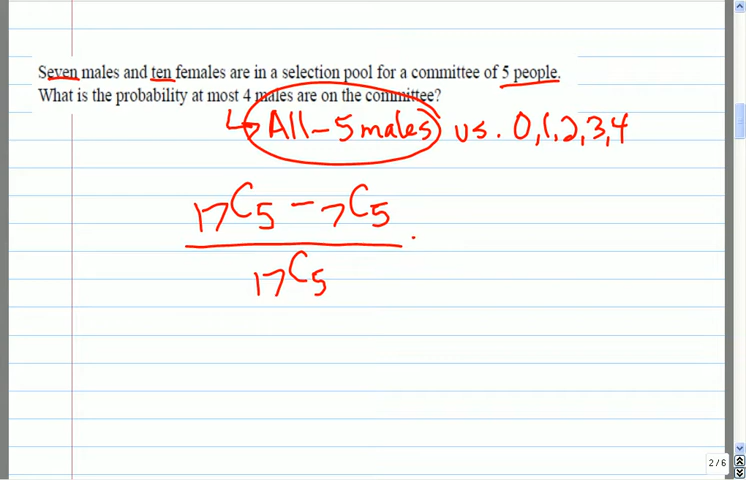 Seven males and ten females are in a selection pool for a committee of 5 people.
What is the probability at most 4 males are on the committee?
All - 5 males vs. 0,1,2,3,4
17C5 - 7C5
17C5
2 / 6